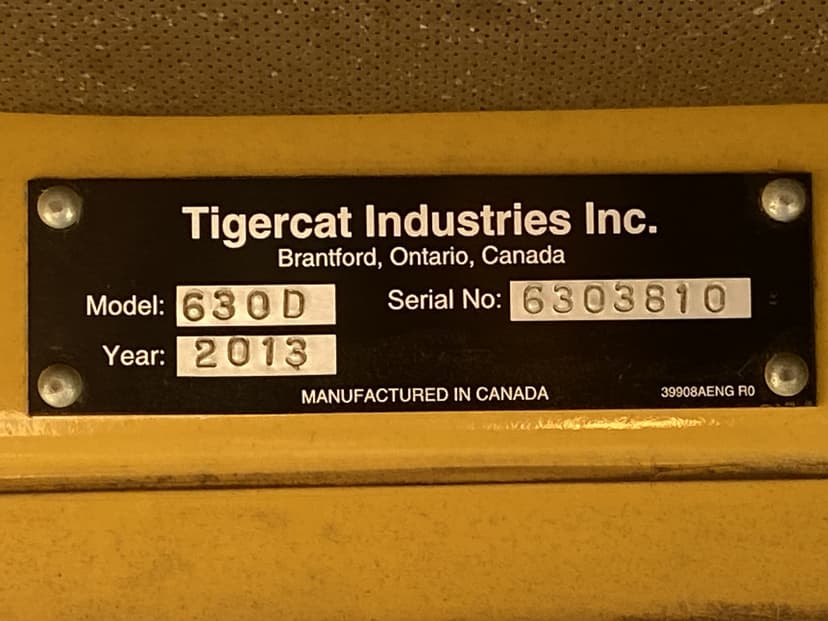 Tigercat Industries Inc.
Brantford, Ontario, Canada
Model: 630D Serial No: 6303810
Year: 2013
MANUFACTURED IN CANADA 39908AENG R0